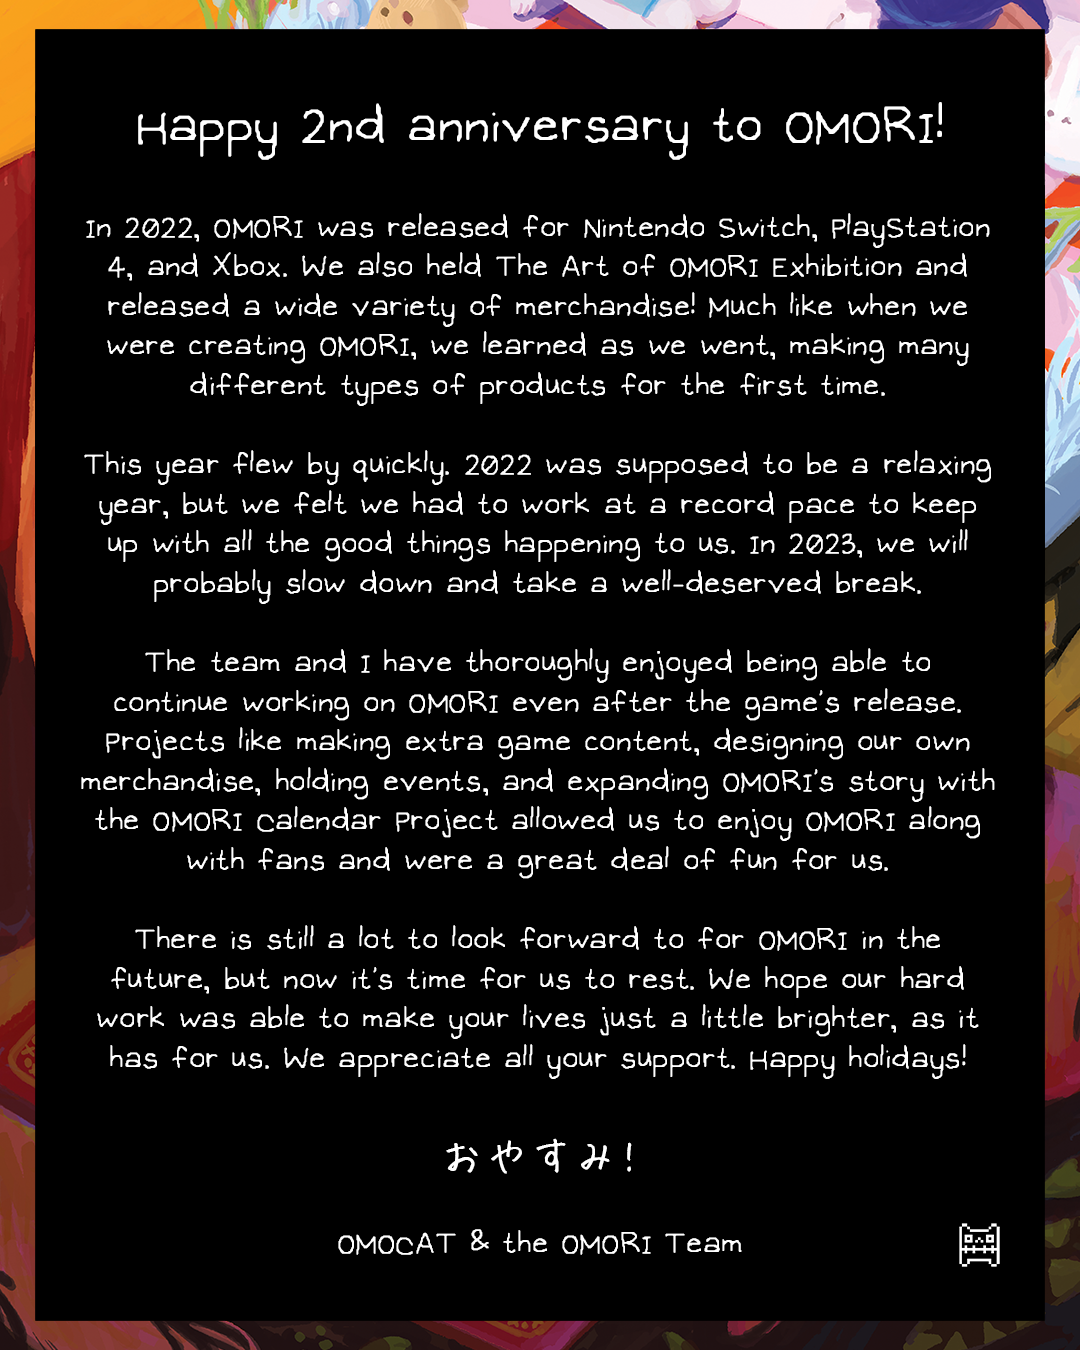 Happy 2nd anniversary to OMORI!
In 2022, OMORI was released for Nintendo Switch, PlayStation
4, and Xbox. We also held The Art of OMORI Exhibition and
released a wide variety of merchandise! Much like when we
were creating OMORI, we learned as we went, making many
different types of products for the first time.
This year flew by quickly. 2022 was supposed to be a relaxing
year, but we felt we had to work at a record pace to keep
up with all the good things happening to us. In 2023, we will
probably slow down and take a well-deserved break.
The team and I have thoroughly enjoyed being able to
continue working on OMORI even after the game's release.
Projects like making extra game content, designing our own
merchandise, holding events, and expanding OMORI's story with
the OMORI Calendar Project allowed us to enjoy OMORI along
with fans and were a great deal of fun for us.
There is still a lot to look forward to for OMORI in the
future, but now it's time for us to rest. We hope our hard
work was able to make your lives just a little brighter, as it
has for us. We appreciate all your support. Happy holidays!
おやすみ!
OMOCAT & the OMORI Team